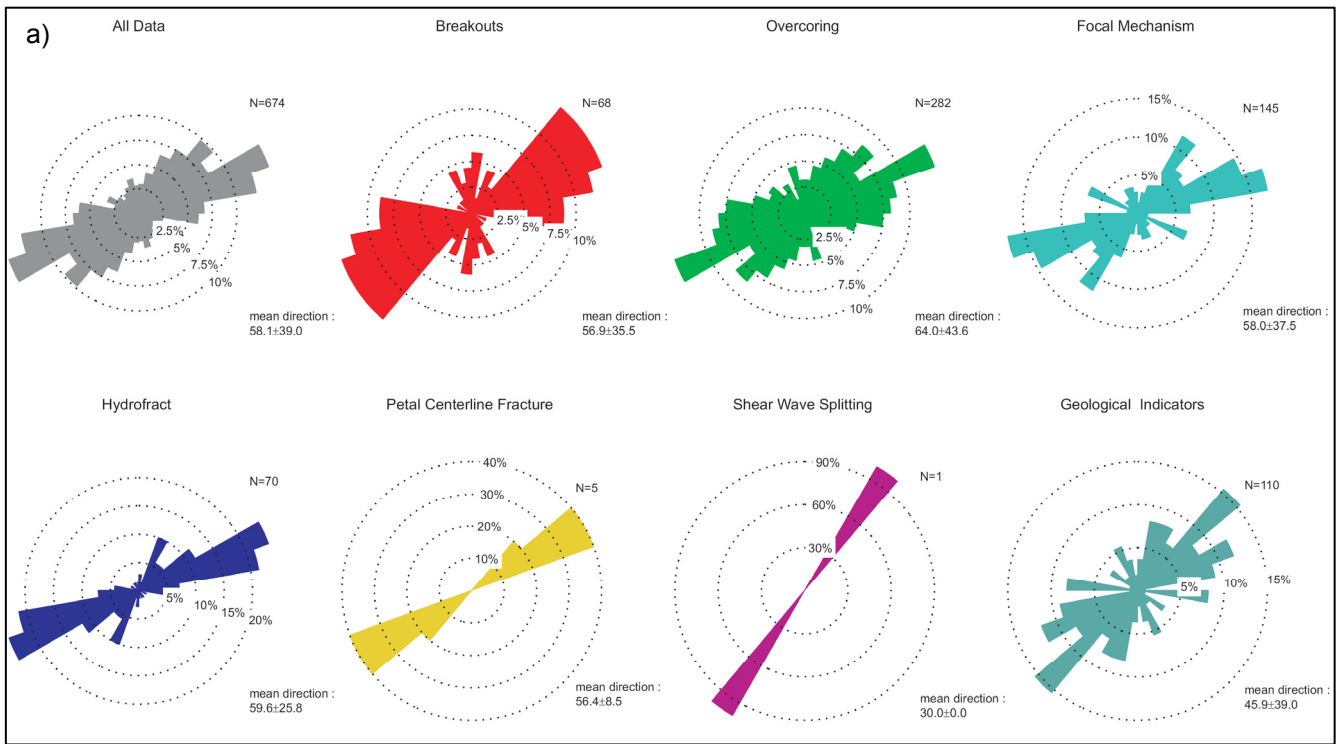 a)
All Data
N=674
2.5%
5%
7.5%
10%
mean direction :
58.1±39.0
Breakouts
N=68
2.5%
5%
7.5%
10%
mean direction :
56.9±35.5
Overcoring
N=282
2.5%
5%
7.5%
10%
mean direction :
64.0±43.6
Focal Mechanism
15%
N=145
10%
5%
mean direction :
58.0±37.5
Hydrofract
N=70
5%
10%
15%
20%
mean direction :
59.6±25.8
Petal Centerline Fracture
40%
30%
N=5
20%
10%
mean direction :
56.4±8.5
Shear Wave Splitting
90%
N=1
60%
30%
mean direction :
30.0±0.0
Geological Indicators
N=110
5%
10%
15%
mean direction :
45.9±39.0